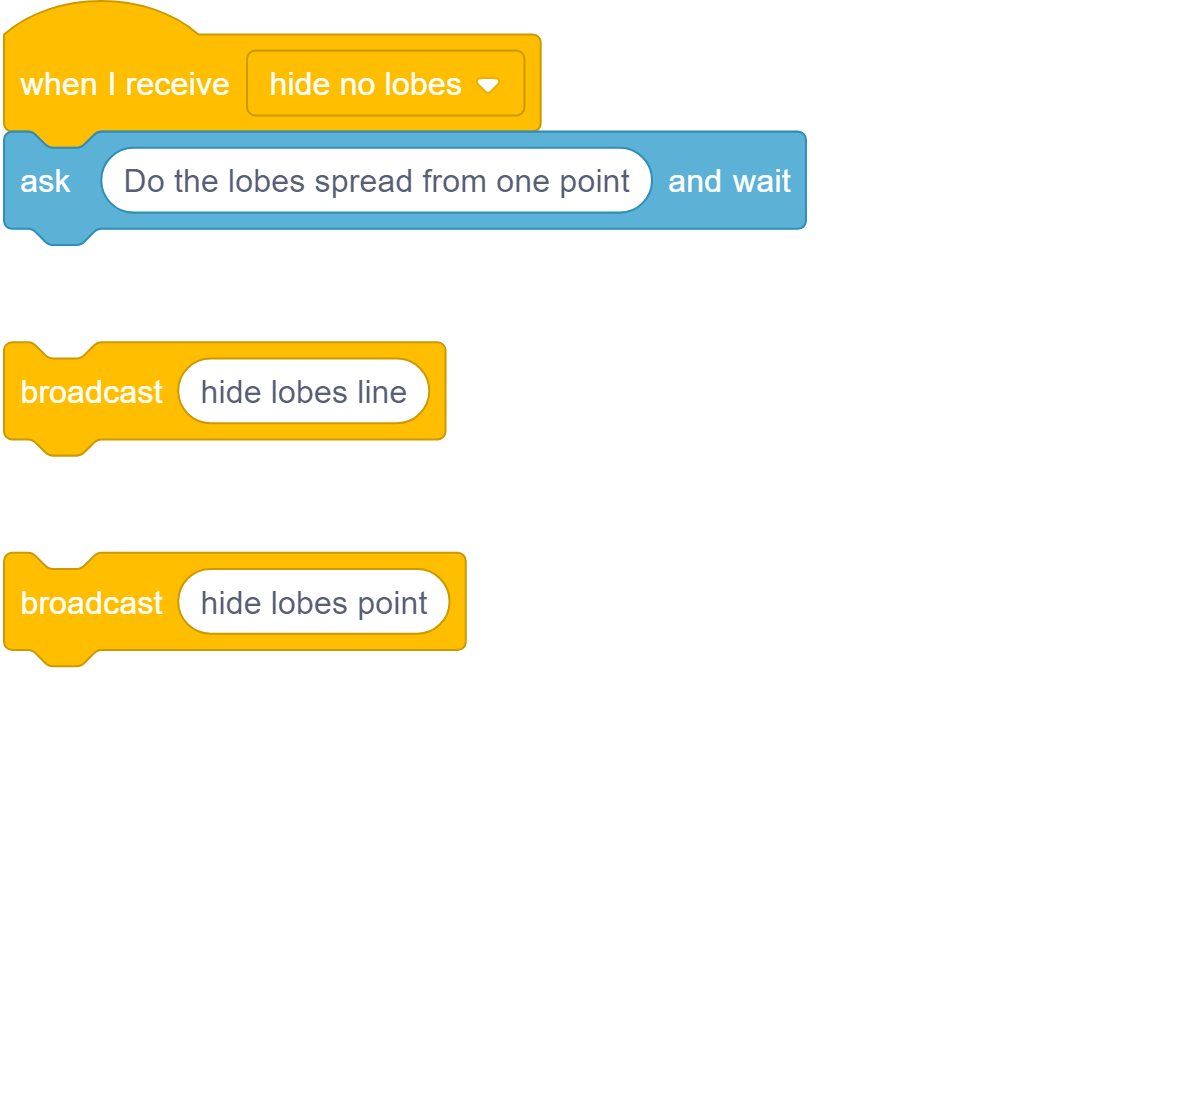 when I receive hide no lobes
ask Do the lobes spread from one point and wait
broadcast hide lobes line
broadcast hide lobes point